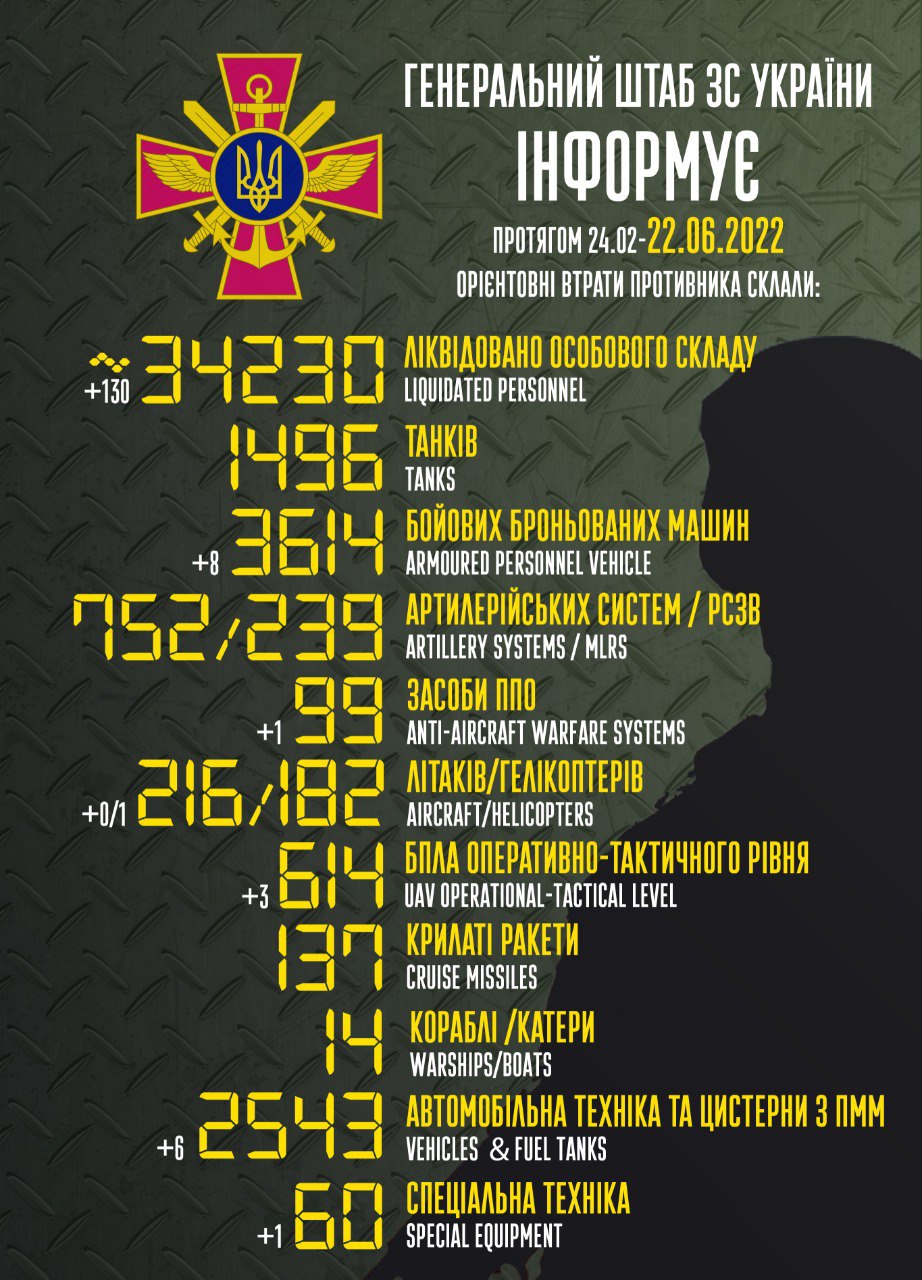 ГЕНЕРАЛЬНИЙ ШТАБ ЗС УКРАЇНИ
ІНФОРМУЄ
ПРОТЯГОМ 24.02-22.06.2022
ОРІЄНТОВНІ ВТРАТИ ПРОТИВНИКА СКЛАЛИ:
~34230 ЛІКВІДОВАНО ОСОБОВОГО СКЛАДУ
+130 LIQUIDATED PERSONNEL
1496 ТАНКІВ
TANKS
3614 БОЙОВИХ БРОНЬОВАНИХ МАШИН
+8 ARMOURED PERSONNEL VEHICLE
752/239 АРТИЛЕРІЙСЬКИХ СИСТЕМ / РСЗВ
ARTILLERY SYSTEMS / MLRS
99 ЗАСОБИ ППО
+1 ANTI-AIRCRAFT WARFARE SYSTEMS
216/182 ЛІТАКІВ/ГЕЛІКОПТЕРІВ
+0/1 AIRCRAFT/HELICOPTERS
614 БПЛА ОПЕРАТИВНО-ТАКТИЧНОГО РІВНЯ
+3 UAV OPERATIONAL-TACTICAL LEVEL
137 КРИЛАТІ РАКЕТИ
CRUISE MISSILES
14 КОРАБЛІ /КАТЕРИ
WARSHIPS/BOATS
2543 АВТОМОБІЛЬНА ТЕХНІКА ТА ЦИСТЕРНИ З ПММ
+6 VEHICLES & FUEL TANKS
60 СПЕЦІАЛЬНА ТЕХНІКА
+1 SPECIAL EQUIPMENT